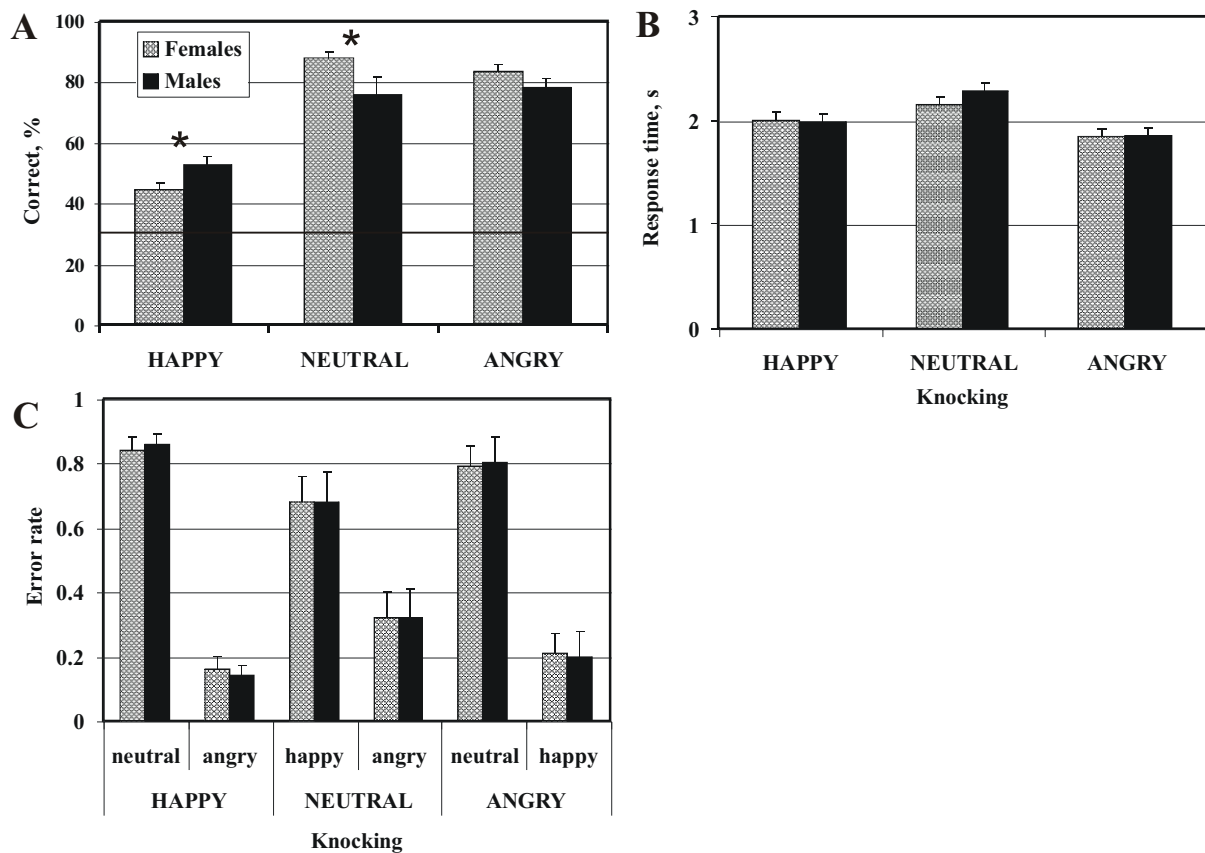 A
Correct, %
100
80
60
40
20
0
Females
Males
*
*
HAPPY NEUTRAL ANGRY
B
Response time, s
3
2
1
0
HAPPY NEUTRAL ANGRY
Knocking
C
Error rate
1
0.8
0.6
0.4
0.2
0
neutral angry happy angry neutral happy
HAPPY NEUTRAL ANGRY
Knocking